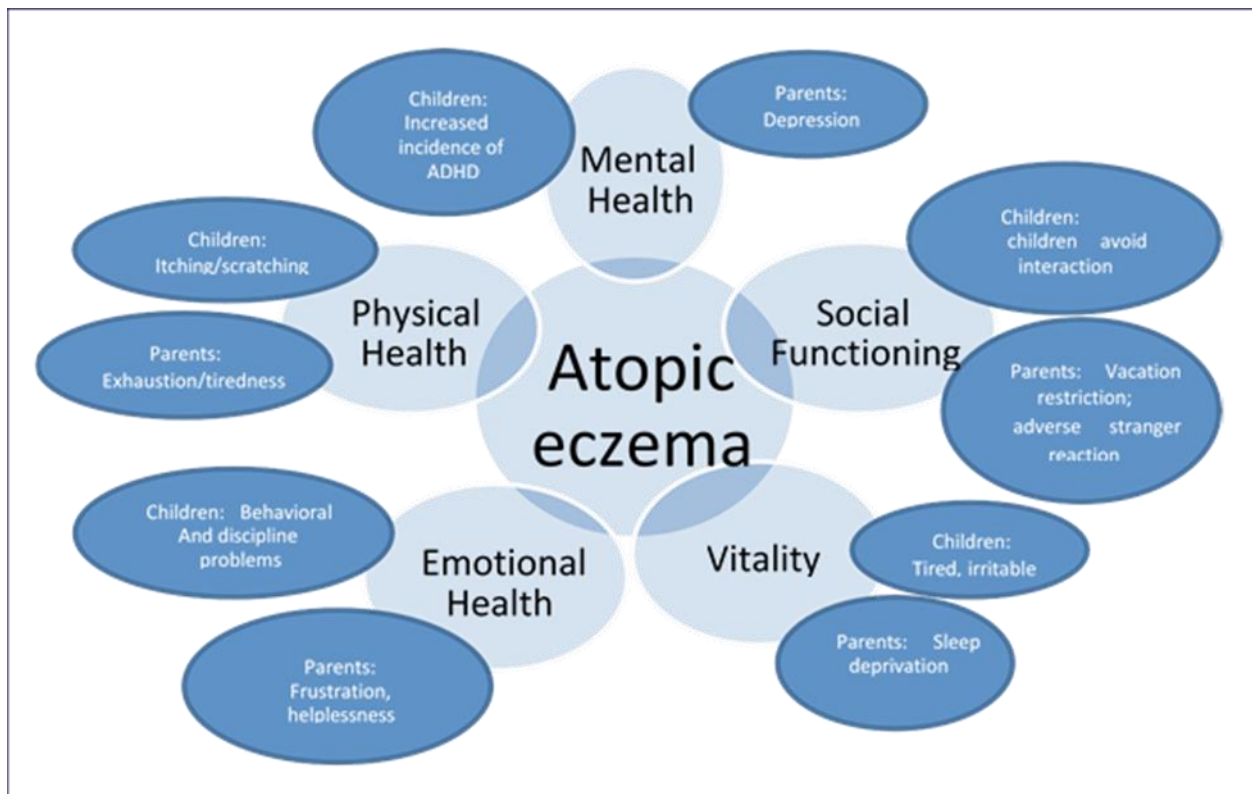 Children:
Increased
incidence of
ADHD
Mental
Health
Parents:
Depression
Children:
children avoid
interaction
Social
Functioning
Parents: Vacation
restriction;
adverse stranger
reaction
Children:
Itching/scratching
Physical
Health
Parents:
Exhaustion/tiredness
Atopic
eczema
Children: Behavioral
And discipline
problems
Emotional
Health
Parents:
Frustration,
helplessness
Vitality
Children:
Tired, irritable
Parents: Sleep
deprivation